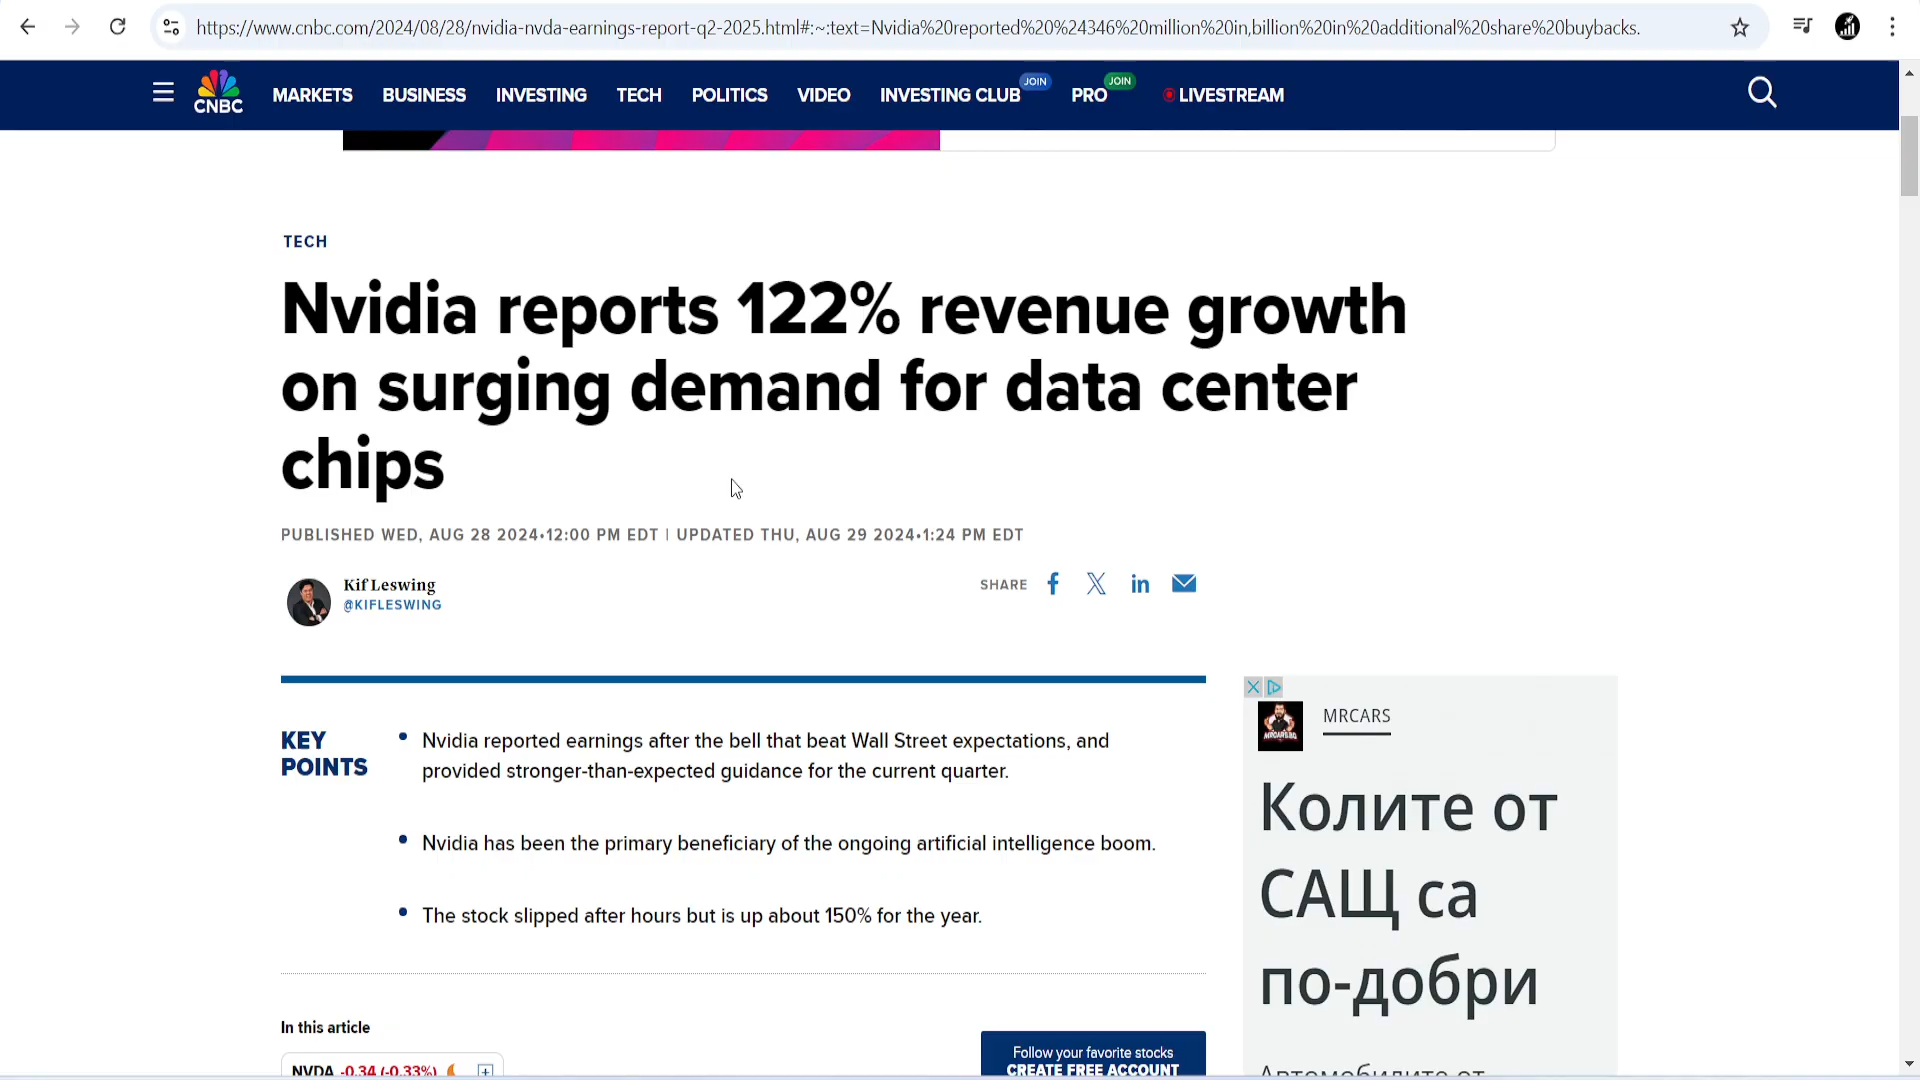 https://www.cnbc.com/2024/08/28/nvidia-nvda-earnings-report-q2-2025.html#:~:text=Nvidia%20reported%20%24346%20million%20in,billion%20in%20additional%20share%20buybacks.
CNBC
MARKETS BUSINESS INVESTING TECH POLITICS VIDEO INVESTING CLUB JOIN PRO JOIN LIVESTREAM
TECH
Nvidia reports 122% revenue growth
on surging demand for data center
chips
PUBLISHED WED, AUG 28 2024•12:00 PM EDT | UPDATED THU, AUG 29 2024•1:24 PM EDT
Kif Leswing
@KIFLESWING
SHARE
KEY
POINTS
Nvidia reported earnings after the bell that beat Wall Street expectations, and
provided stronger-than-expected guidance for the current quarter.
Nvidia has been the primary beneficiary of the ongoing artificial intelligence boom.
The stock slipped after hours but is up about 150% for the year.
In this article
NVDA -0.34 (-0.33%)
Follow your favorite stocks
CREATE FREE ACCOUNT
MRCARS
Колите от
САЩ са
по-добри
Автомобилите от